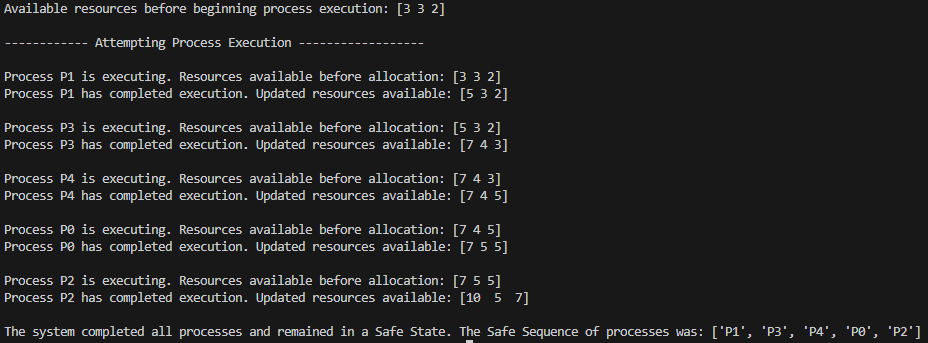 Available resources before beginning process execution: [3 3 2]
------------ Attempting Process Execution ------------------
Process P1 is executing. Resources available before allocation: [3 3 2]
Process P1 has completed execution. Updated resources available: [5 3 2]
Process P3 is executing. Resources available before allocation: [5 3 2]
Process P3 has completed execution. Updated resources available: [7 4 3]
Process P4 is executing. Resources available before allocation: [7 4 3]
Process P4 has completed execution. Updated resources available: [7 4 5]
Process P0 is executing. Resources available before allocation: [7 4 5]
Process P0 has completed execution. Updated resources available: [7 5 5]
Process P2 is executing. Resources available before allocation: [7 5 5]
Process P2 has completed execution. Updated resources available: [10  5  7]
The system completed all processes and remained in a Safe State. The Safe Sequence of processes was: ['P1', 'P3', 'P4', 'P0', 'P2']